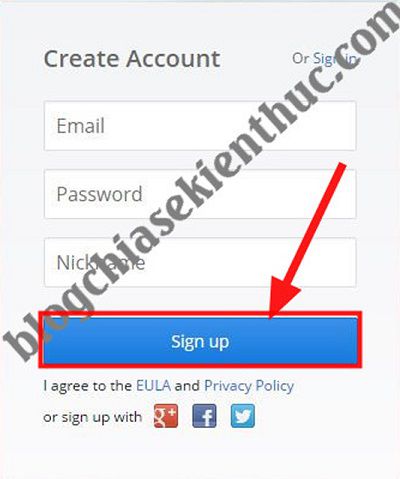 Create Account
Or Sign in
Email
Password
Nickname
Sign up
I agree to the EULA and Privacy Policy
or sign up with g+ f
blogchiasekienthuc.com